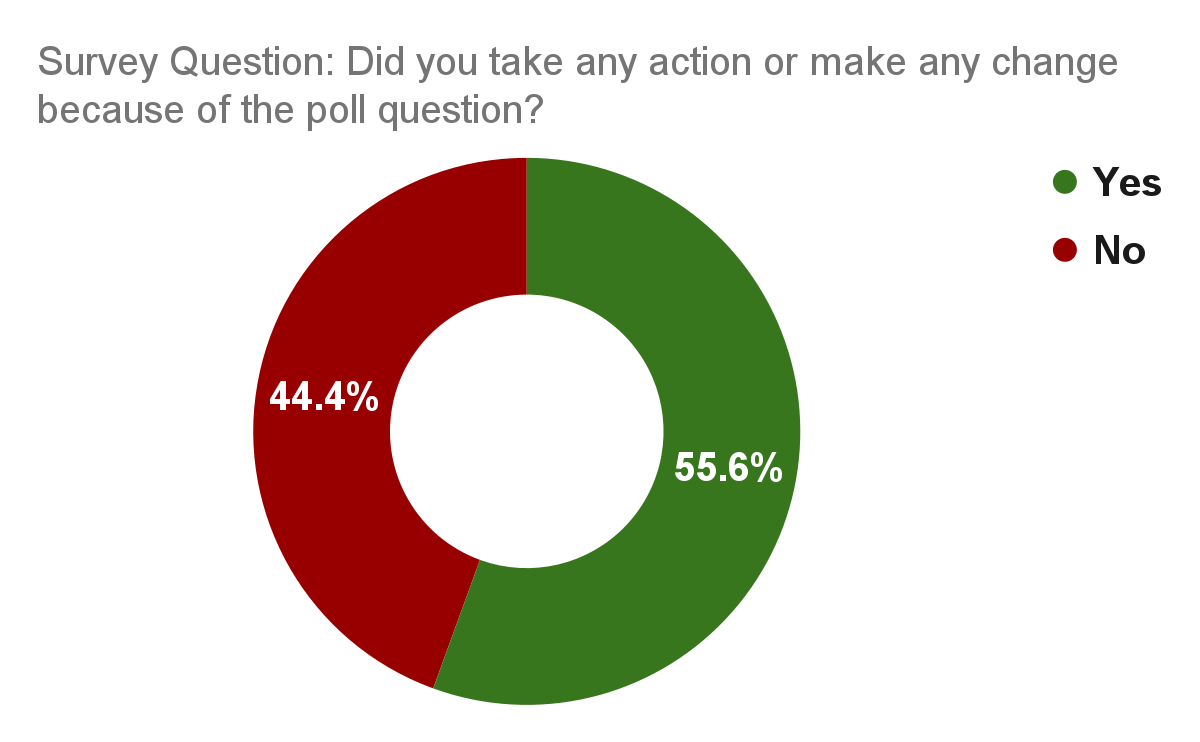 Survey Question: Did you take any action or make any change
because of the poll question?
Yes
No
44.4%
55.6%